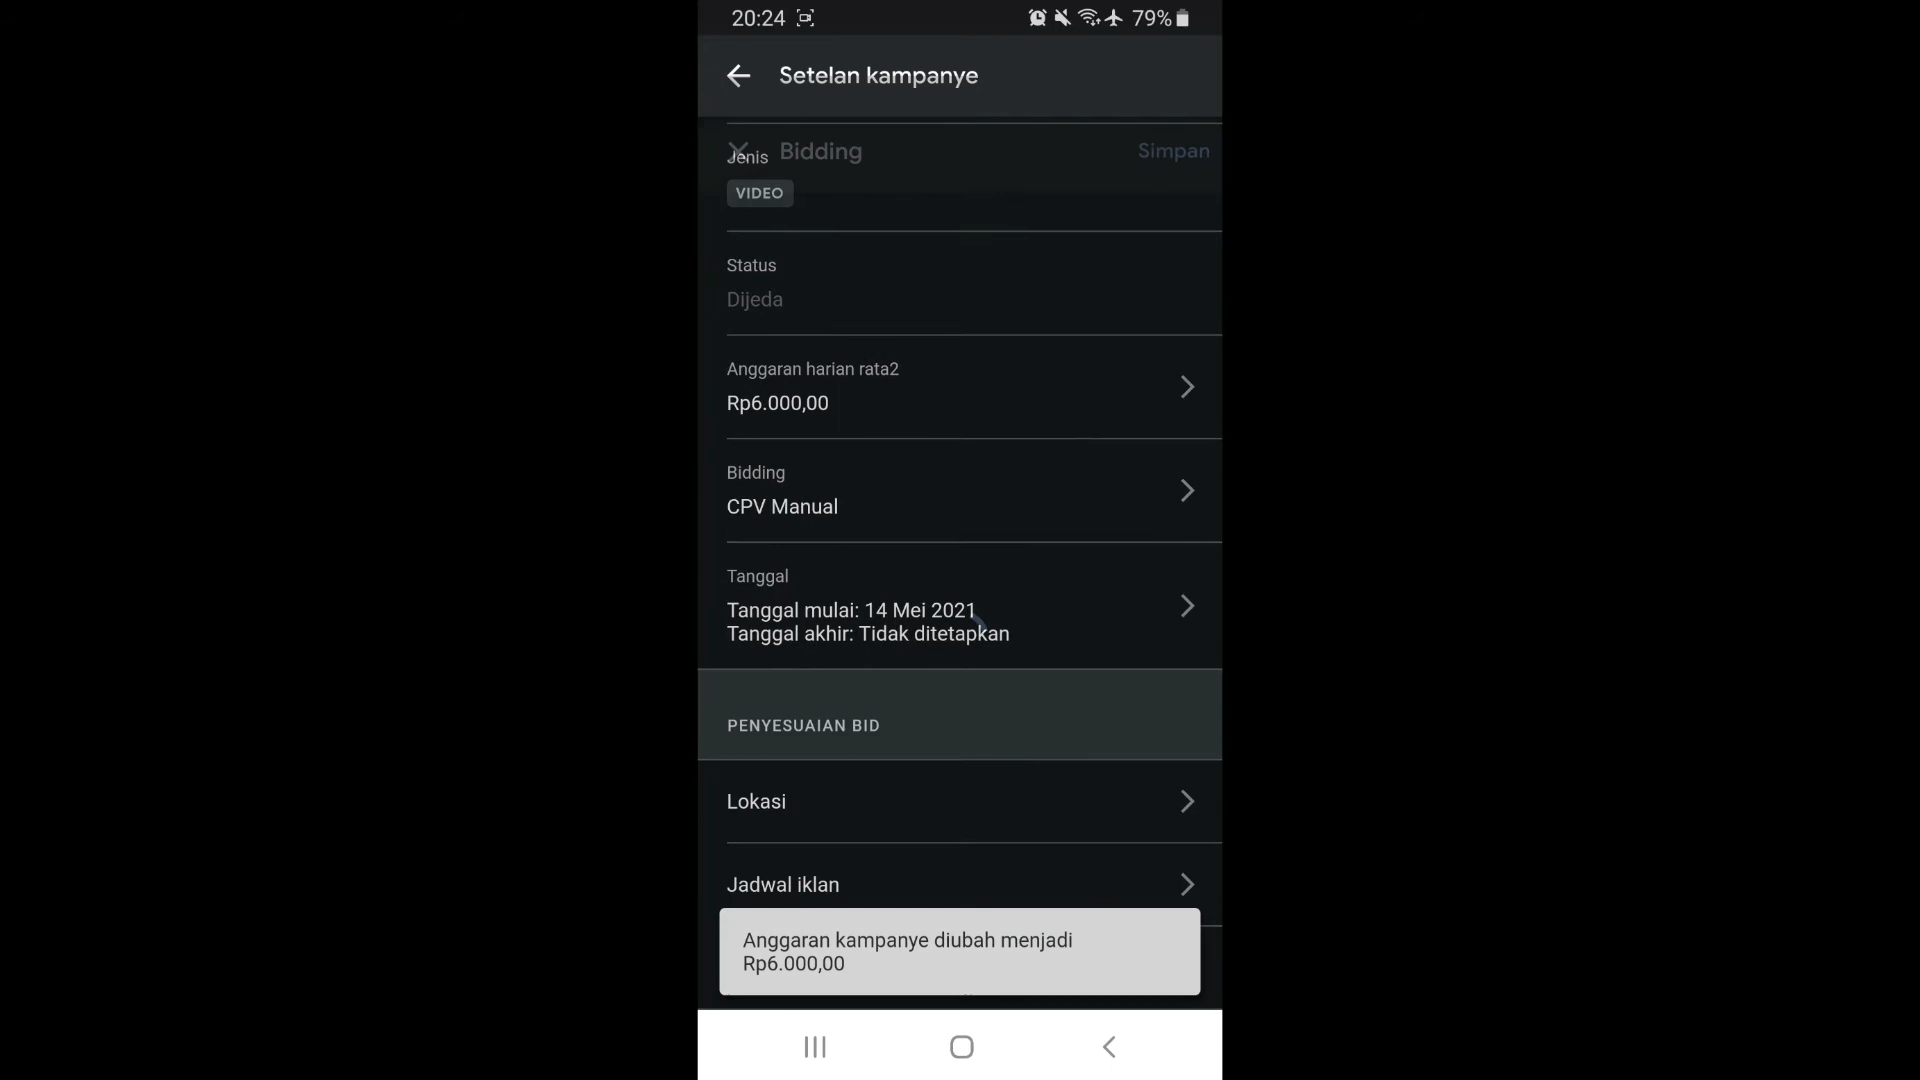 20:24
79%
Setelan kampanye
Bidding
Simpan
Jenis
VIDEO
Status
Dijeda
Anggaran harian rata2
Rp6.000,00
Bidding
CPV Manual
Tanggal
Tanggal mulai: 14 Mei 2021
Tanggal akhir: Tidak ditetapkan
PENYESUAIAN BID
Lokasi
Jadwal iklan
Anggaran kampanye diubah menjadi
Rp6.000,00